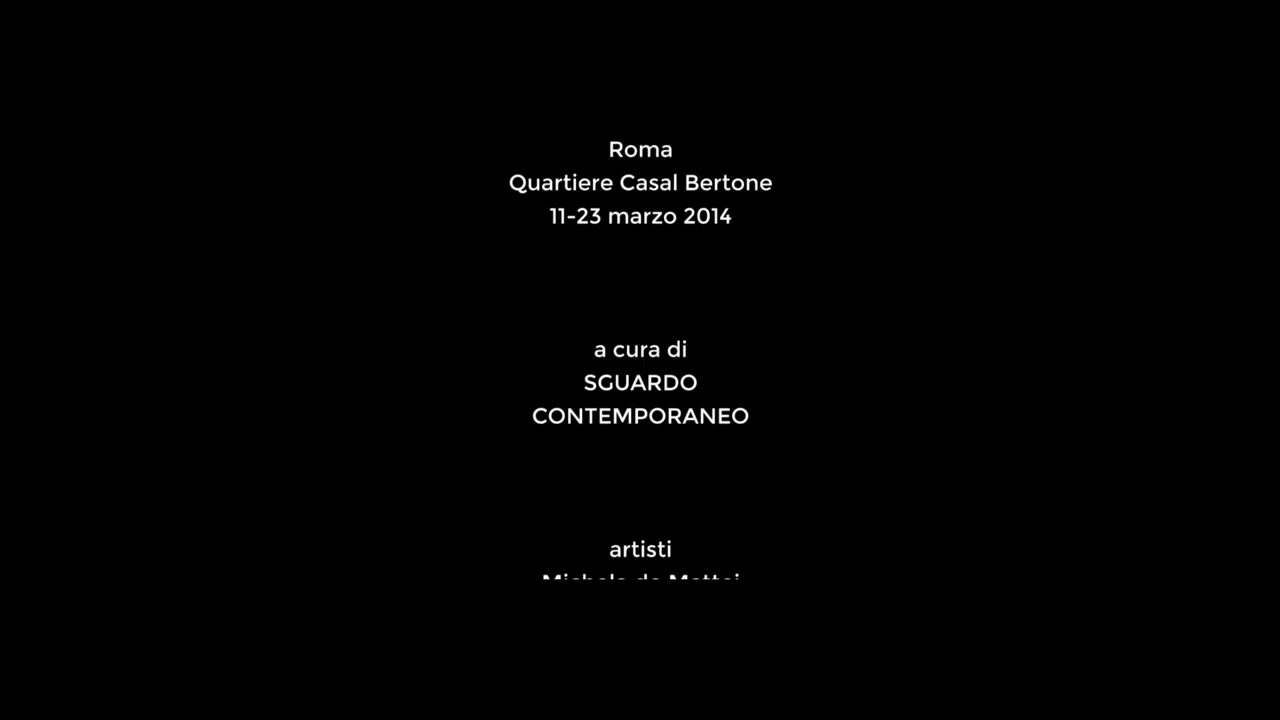 Roma
Quartiere Casal Bertone
11-23 marzo 2014
a cura di
SGUARDO
CONTEMPORANEO
artisti